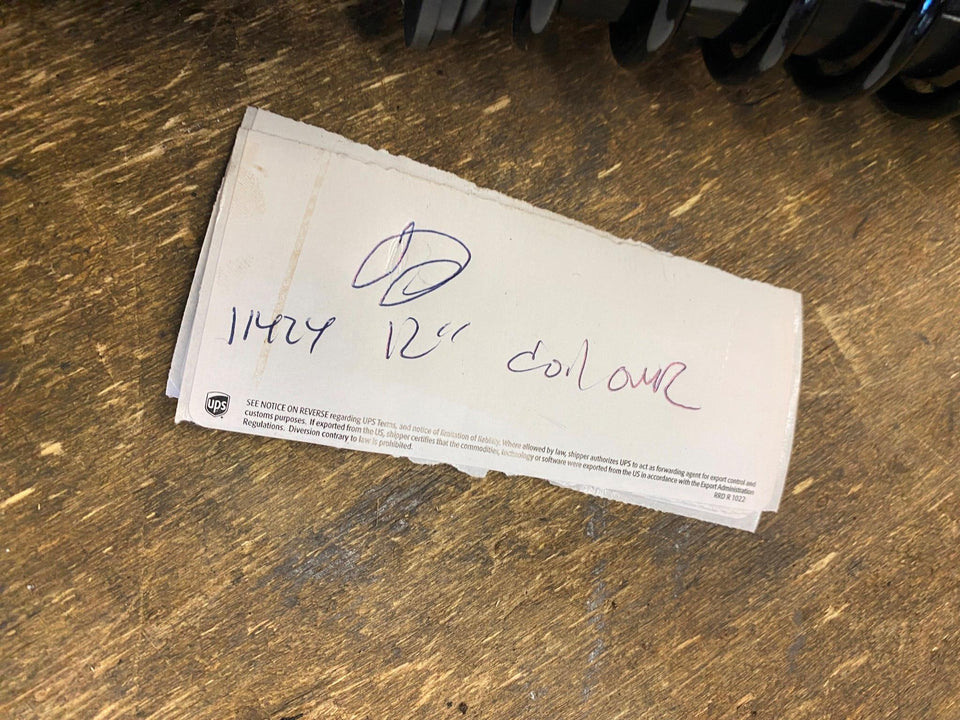 11424 12" coil over
ups
SEE NOTICE ON REVERSE regarding UPS Terms, and notice of limitation of liability. Where allowed by law, shipper authorizes UPS to act as forwarding agent for export control and
customs purposes. If exported from the US, shipper certifies that the commodities, technology or software were exported from the US in accordance with the Export Administration
Regulations. Diversion contrary to law is prohibited.
RRD R 1022